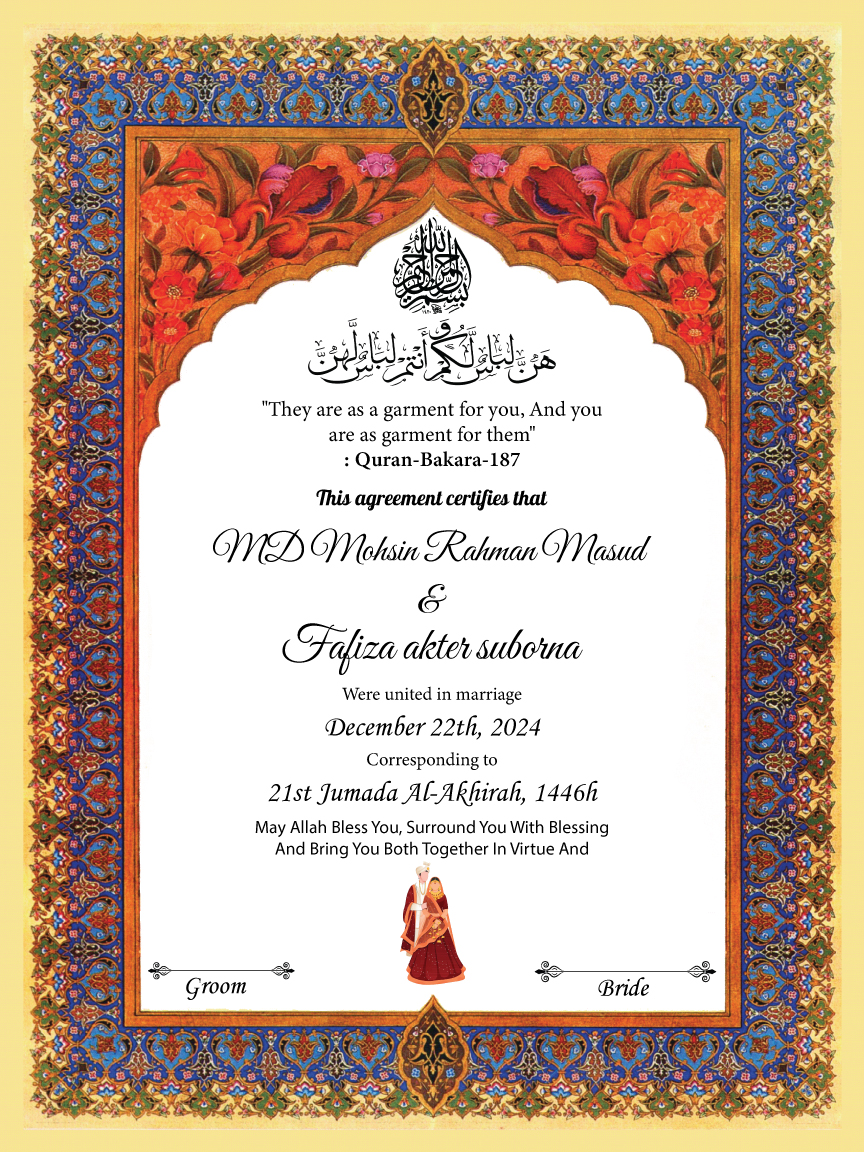 بسم الله الرحمن الرحيم
هُنَّ لِبَاسٌ لَّكُمْ وَأَنتُمْ لِبَاسٌ لَّهُنَّ
"They are as a garment for you, And you
are as garment for them"
: Quran-Bakara-187
This agreement certifies that
MD Mohsin Rahman Masud
&
Fafiza akter suborna
Were united in marriage
December 22th, 2024
Corresponding to
21st Jumada Al-Akhirah, 1446h
May Allah Bless You, Surround You With Blessing
And Bring You Both Together In Virtue And
Groom
Bride